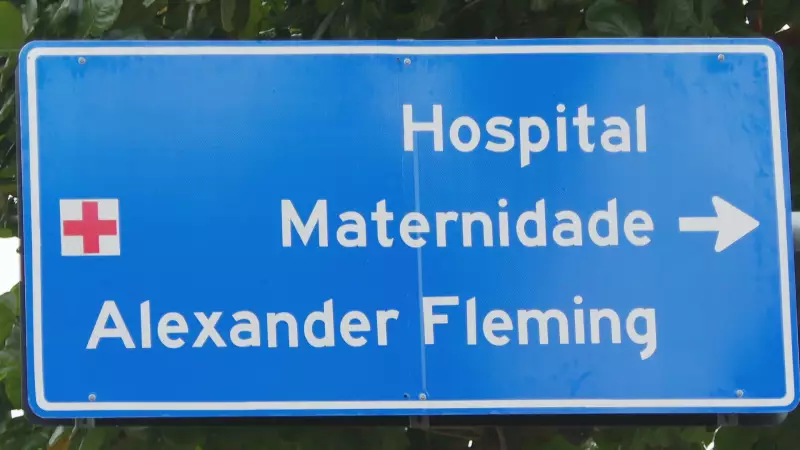 Hospital
Maternidade
Alexander Fleming